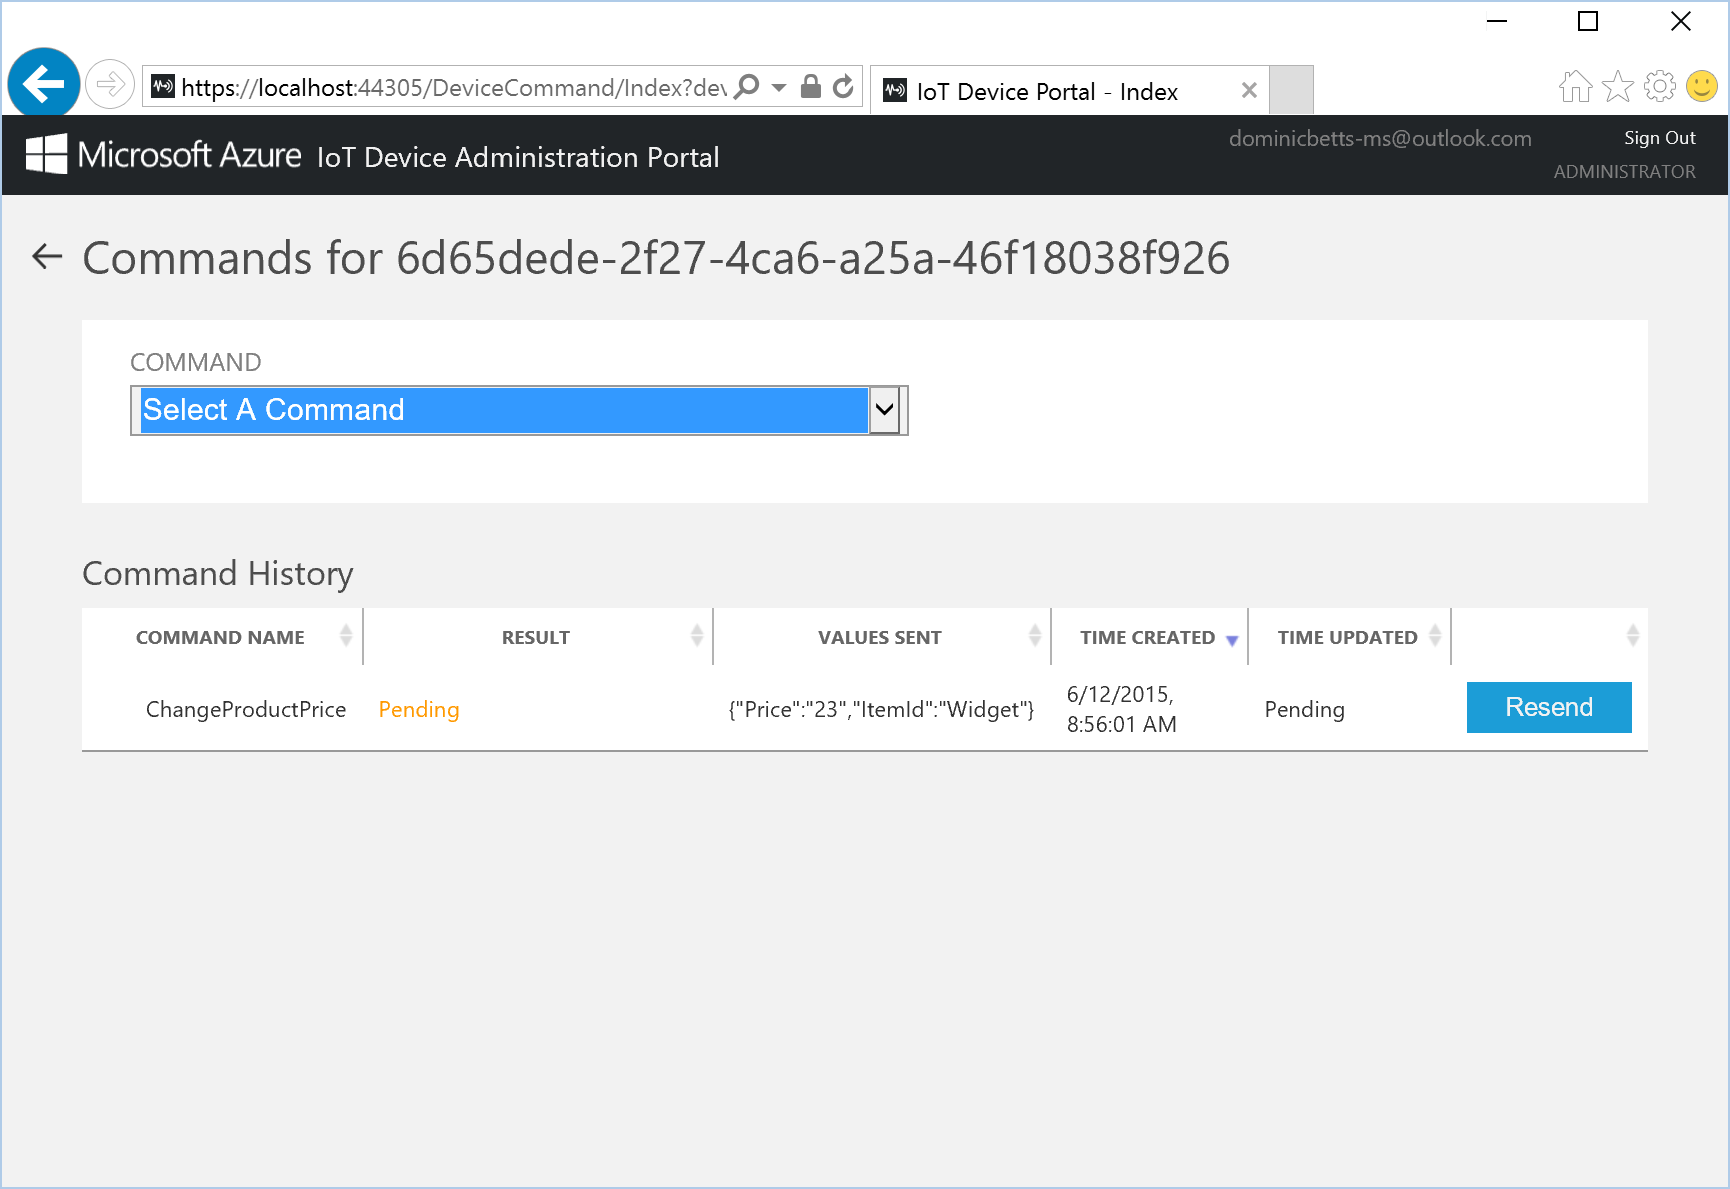 https://localhost:44305/DeviceCommand/Index?dev
IoT Device Portal - Index
Microsoft Azure IoT Device Administration Portal
dominicbetts-ms@outlook.com
Sign Out
ADMINISTRATOR
Commands for 6d65dede-2f27-4ca6-a25a-46f18038f926
COMMAND
Select A Command
Command History
COMMAND NAME RESULT VALUES SENT TIME CREATED TIME UPDATED
ChangeProductPrice Pending {"Price":"23","ItemId":"Widget"} 6/12/2015, 8:56:01 AM Pending Resend